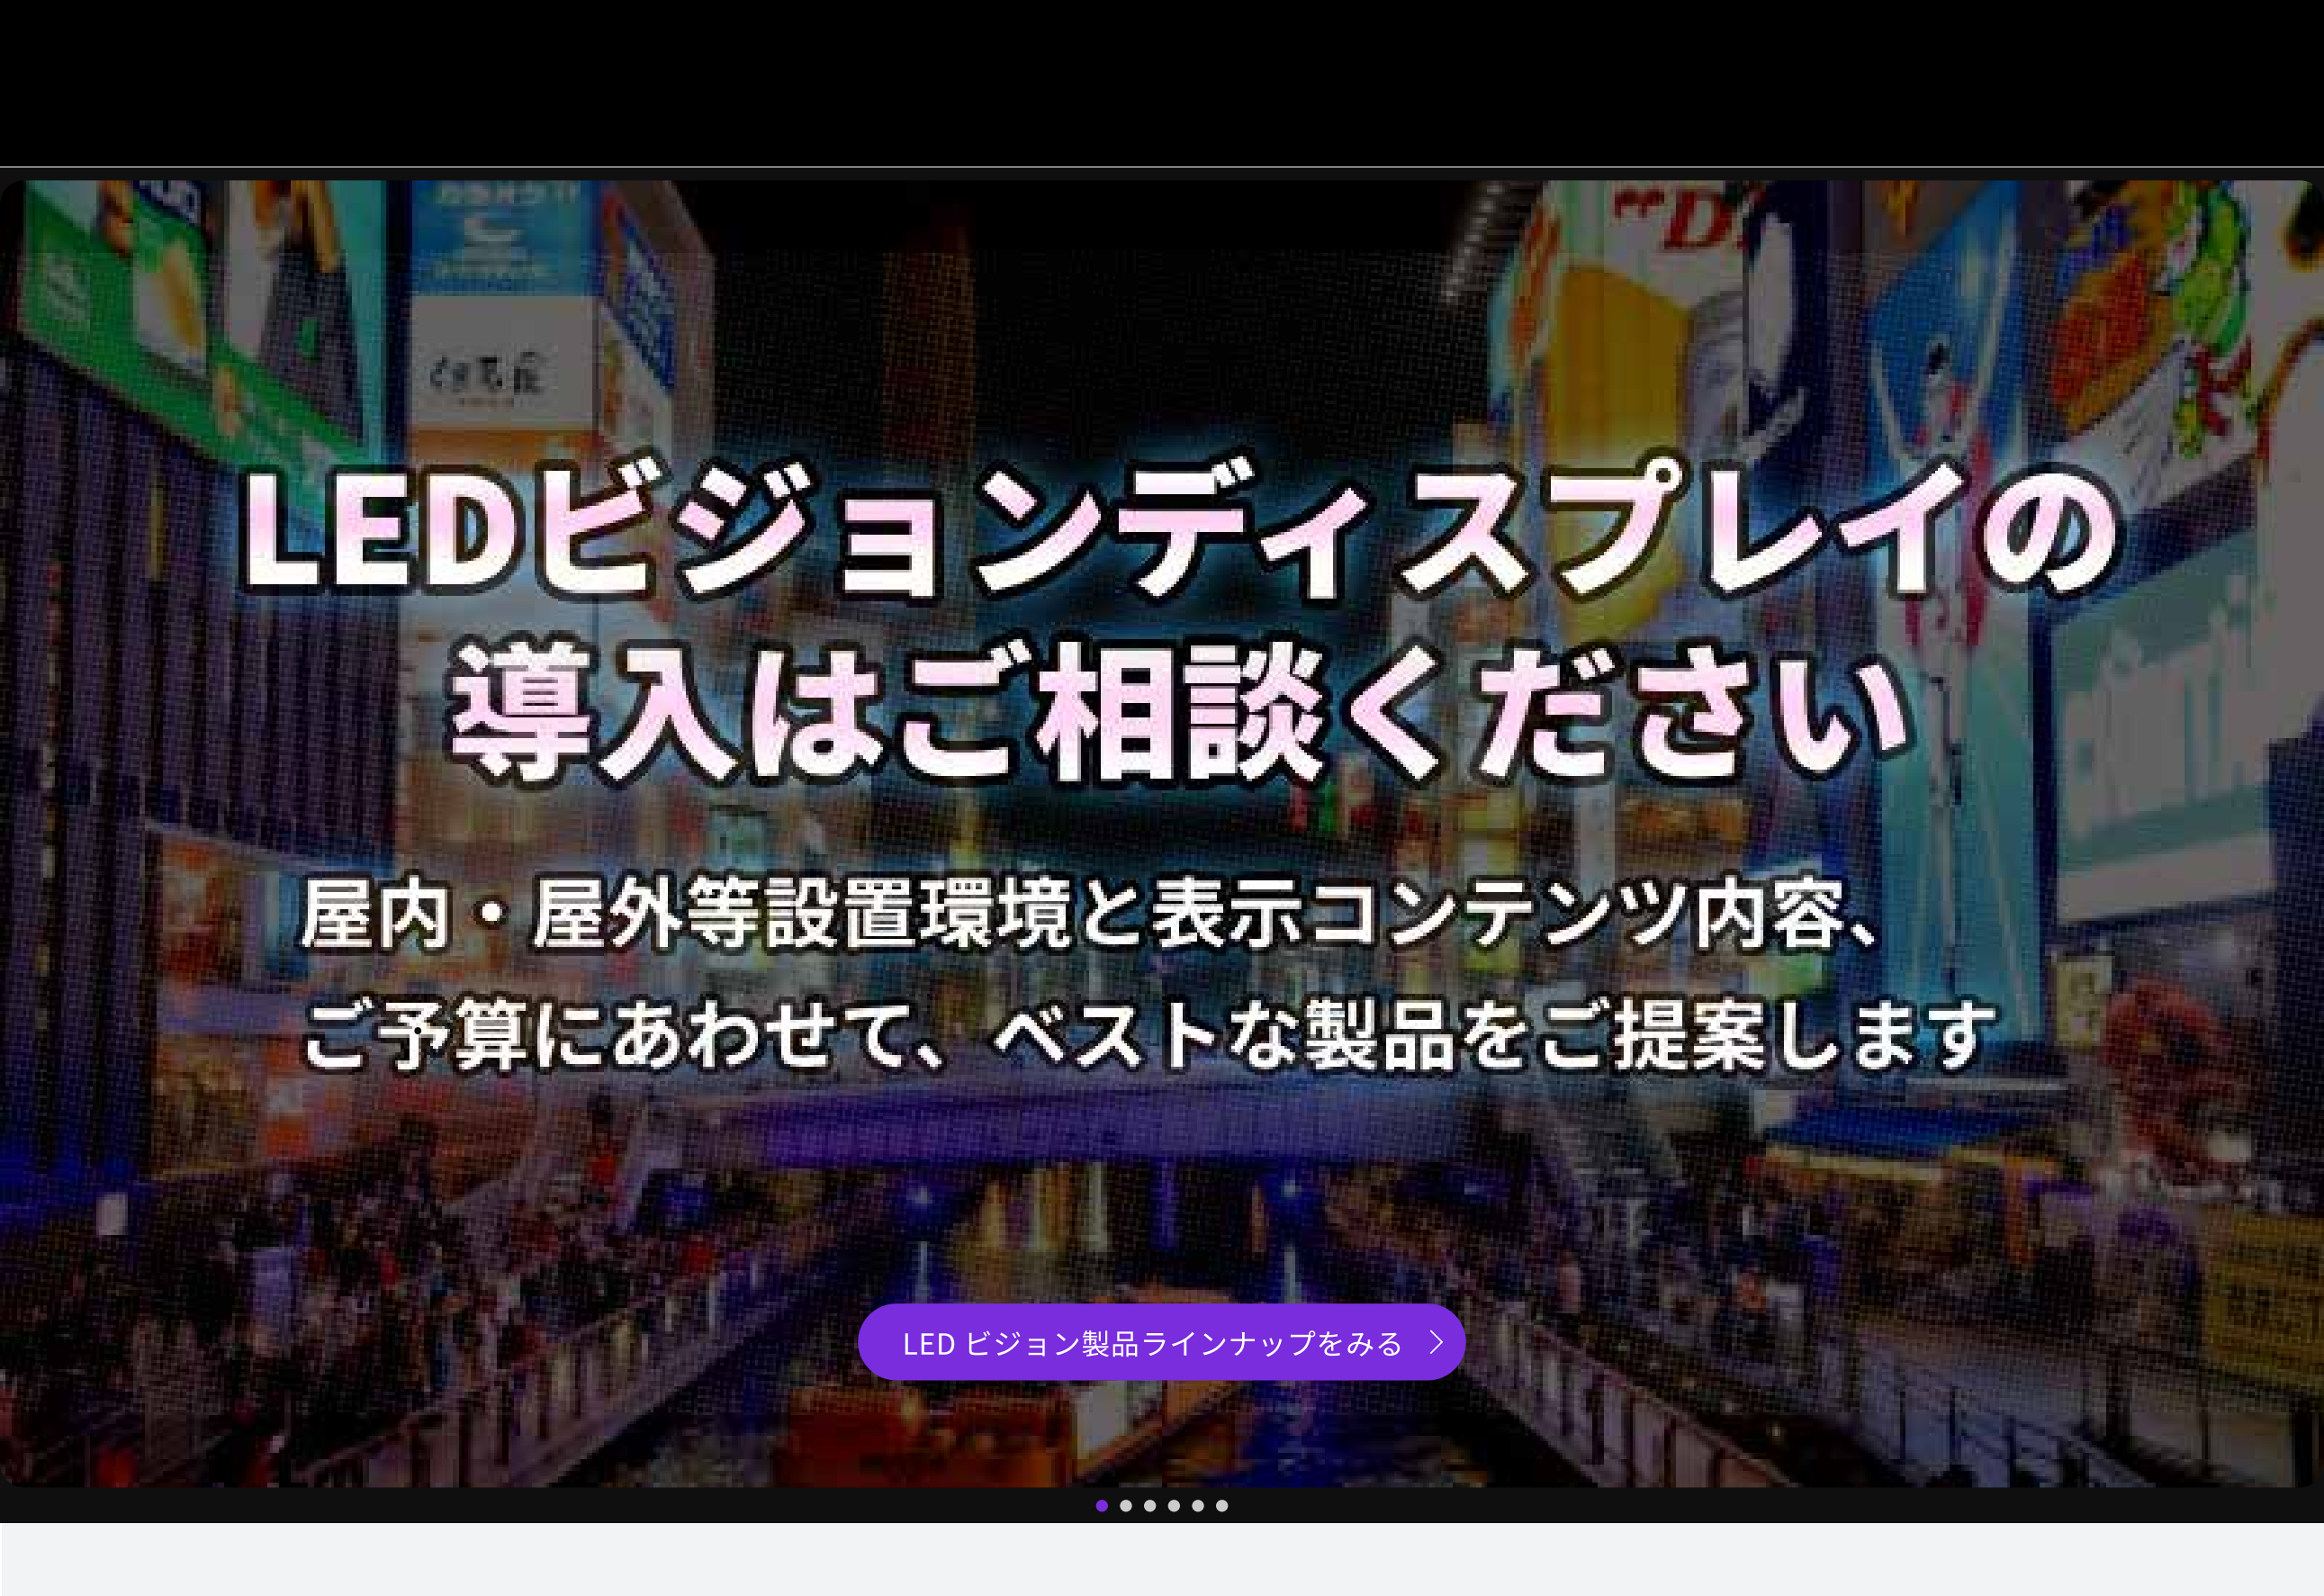 LEDビジョンディスプレイの
導入はご相談ください
屋内・屋外等設置環境と表示コンテンツ内容、
ご予算にあわせて、ベストな製品をご提案します
LED ビジョン製品ラインナップをみる